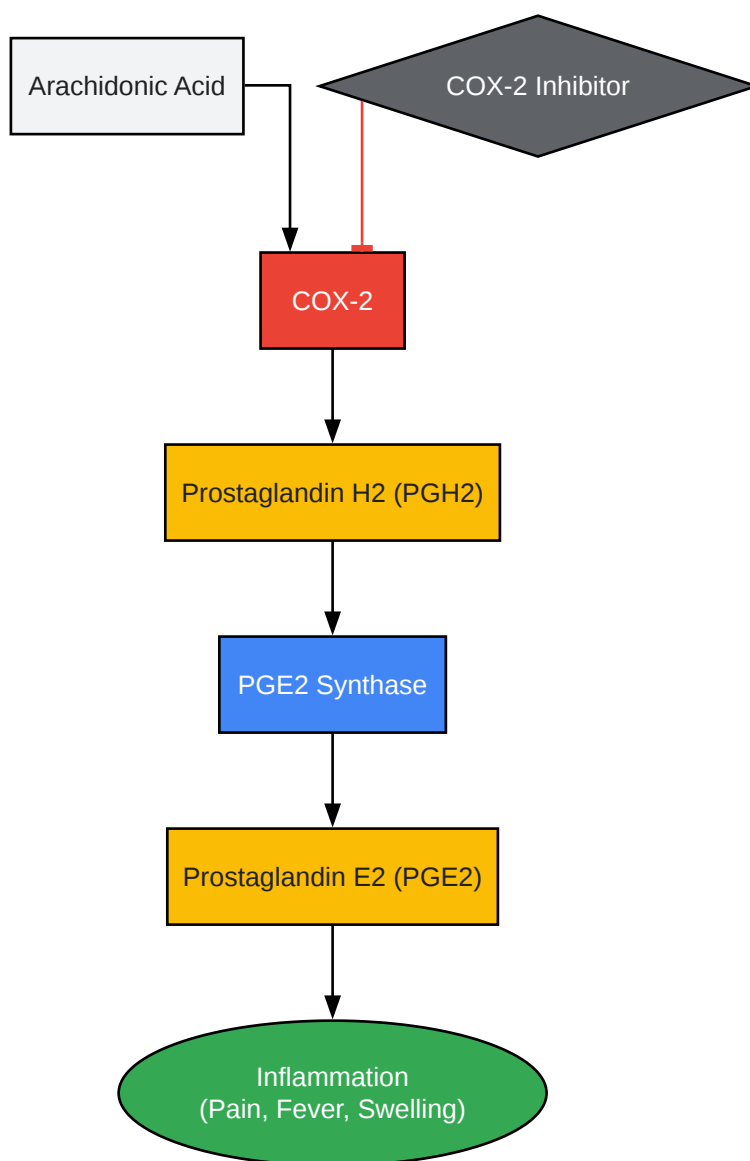 Arachidonic Acid
COX-2 Inhibitor
COX-2
Prostaglandin H2 (PGH2)
PGE2 Synthase
Prostaglandin E2 (PGE2)
Inflammation
(Pain, Fever, Swelling)